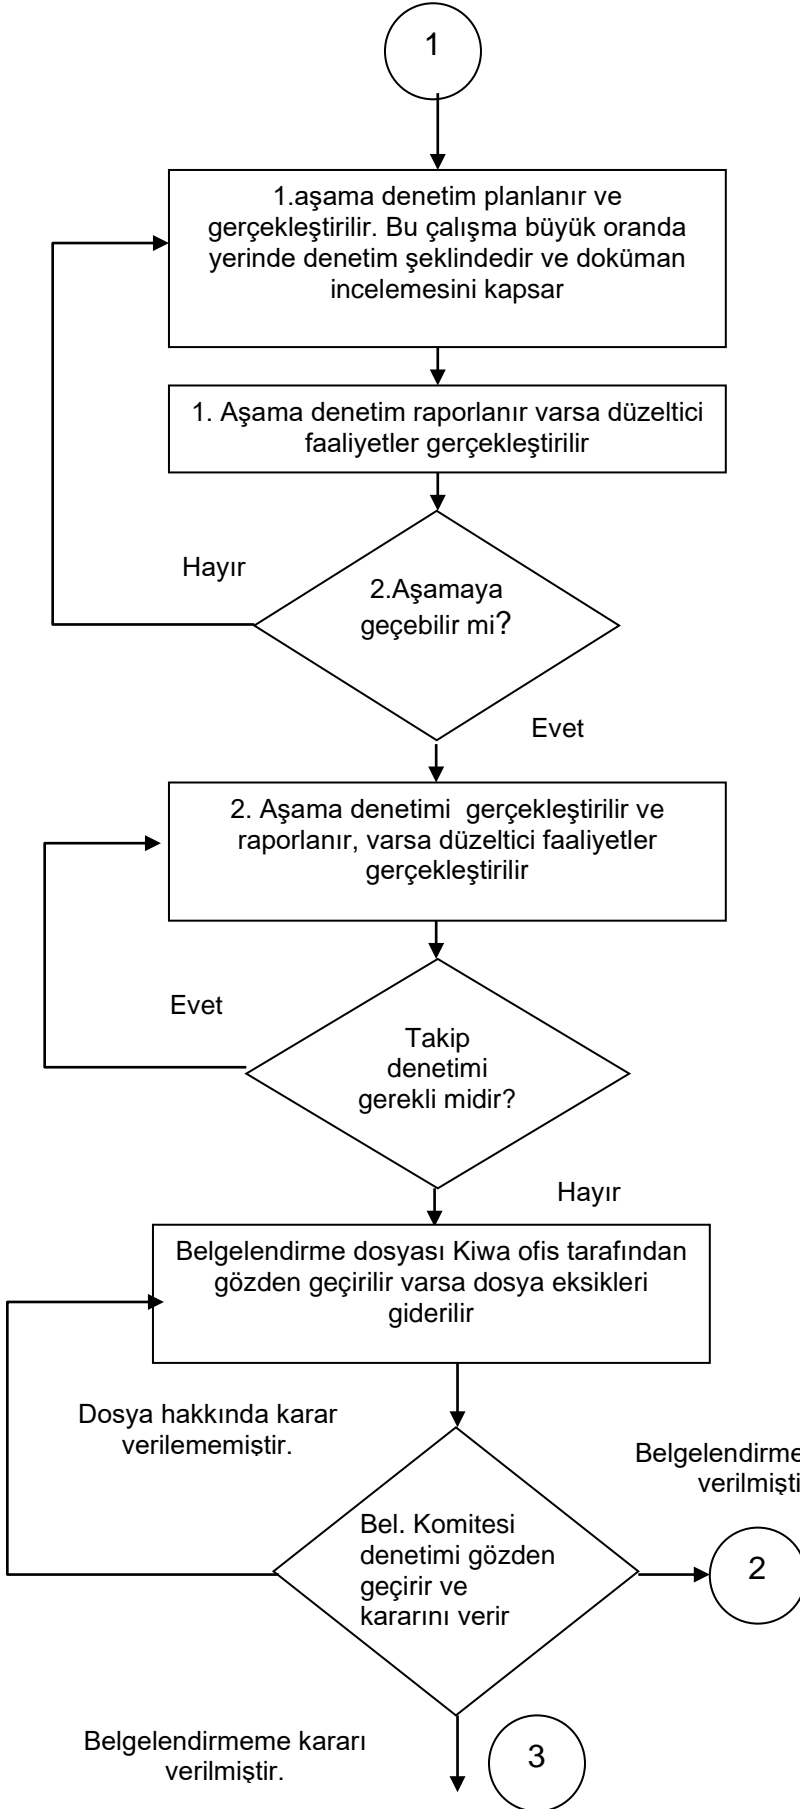 1
1.aşama denetim planlanır ve
gerçekleştirilir. Bu çalışma büyük oranda
yerinde denetim şeklindedir ve doküman
incelemesini kapsar
1. Aşama denetim raporlanır varsa düzeltici
faaliyetler gerçekleştirilir
Hayır
2.Aşamaya
geçebilir mi?
Evet
2. Aşama denetimi  gerçekleştirilir ve
raporlanır, varsa düzeltici faaliyetler
gerçekleştirilir
Evet
Takip
denetimi
gerekli midir?
Hayır
Belgelendirme dosyası Kiwa ofis tarafından
gözden geçirilir varsa dosya eksikleri
giderilir
Dosya hakkında karar
verilememiştir.
Belgelendirme
verilmişti
Bel. Komitesi
denetimi gözden
geçirir ve
kararını verir
2
Belgelendirmeme kararı
verilmiştir.
3